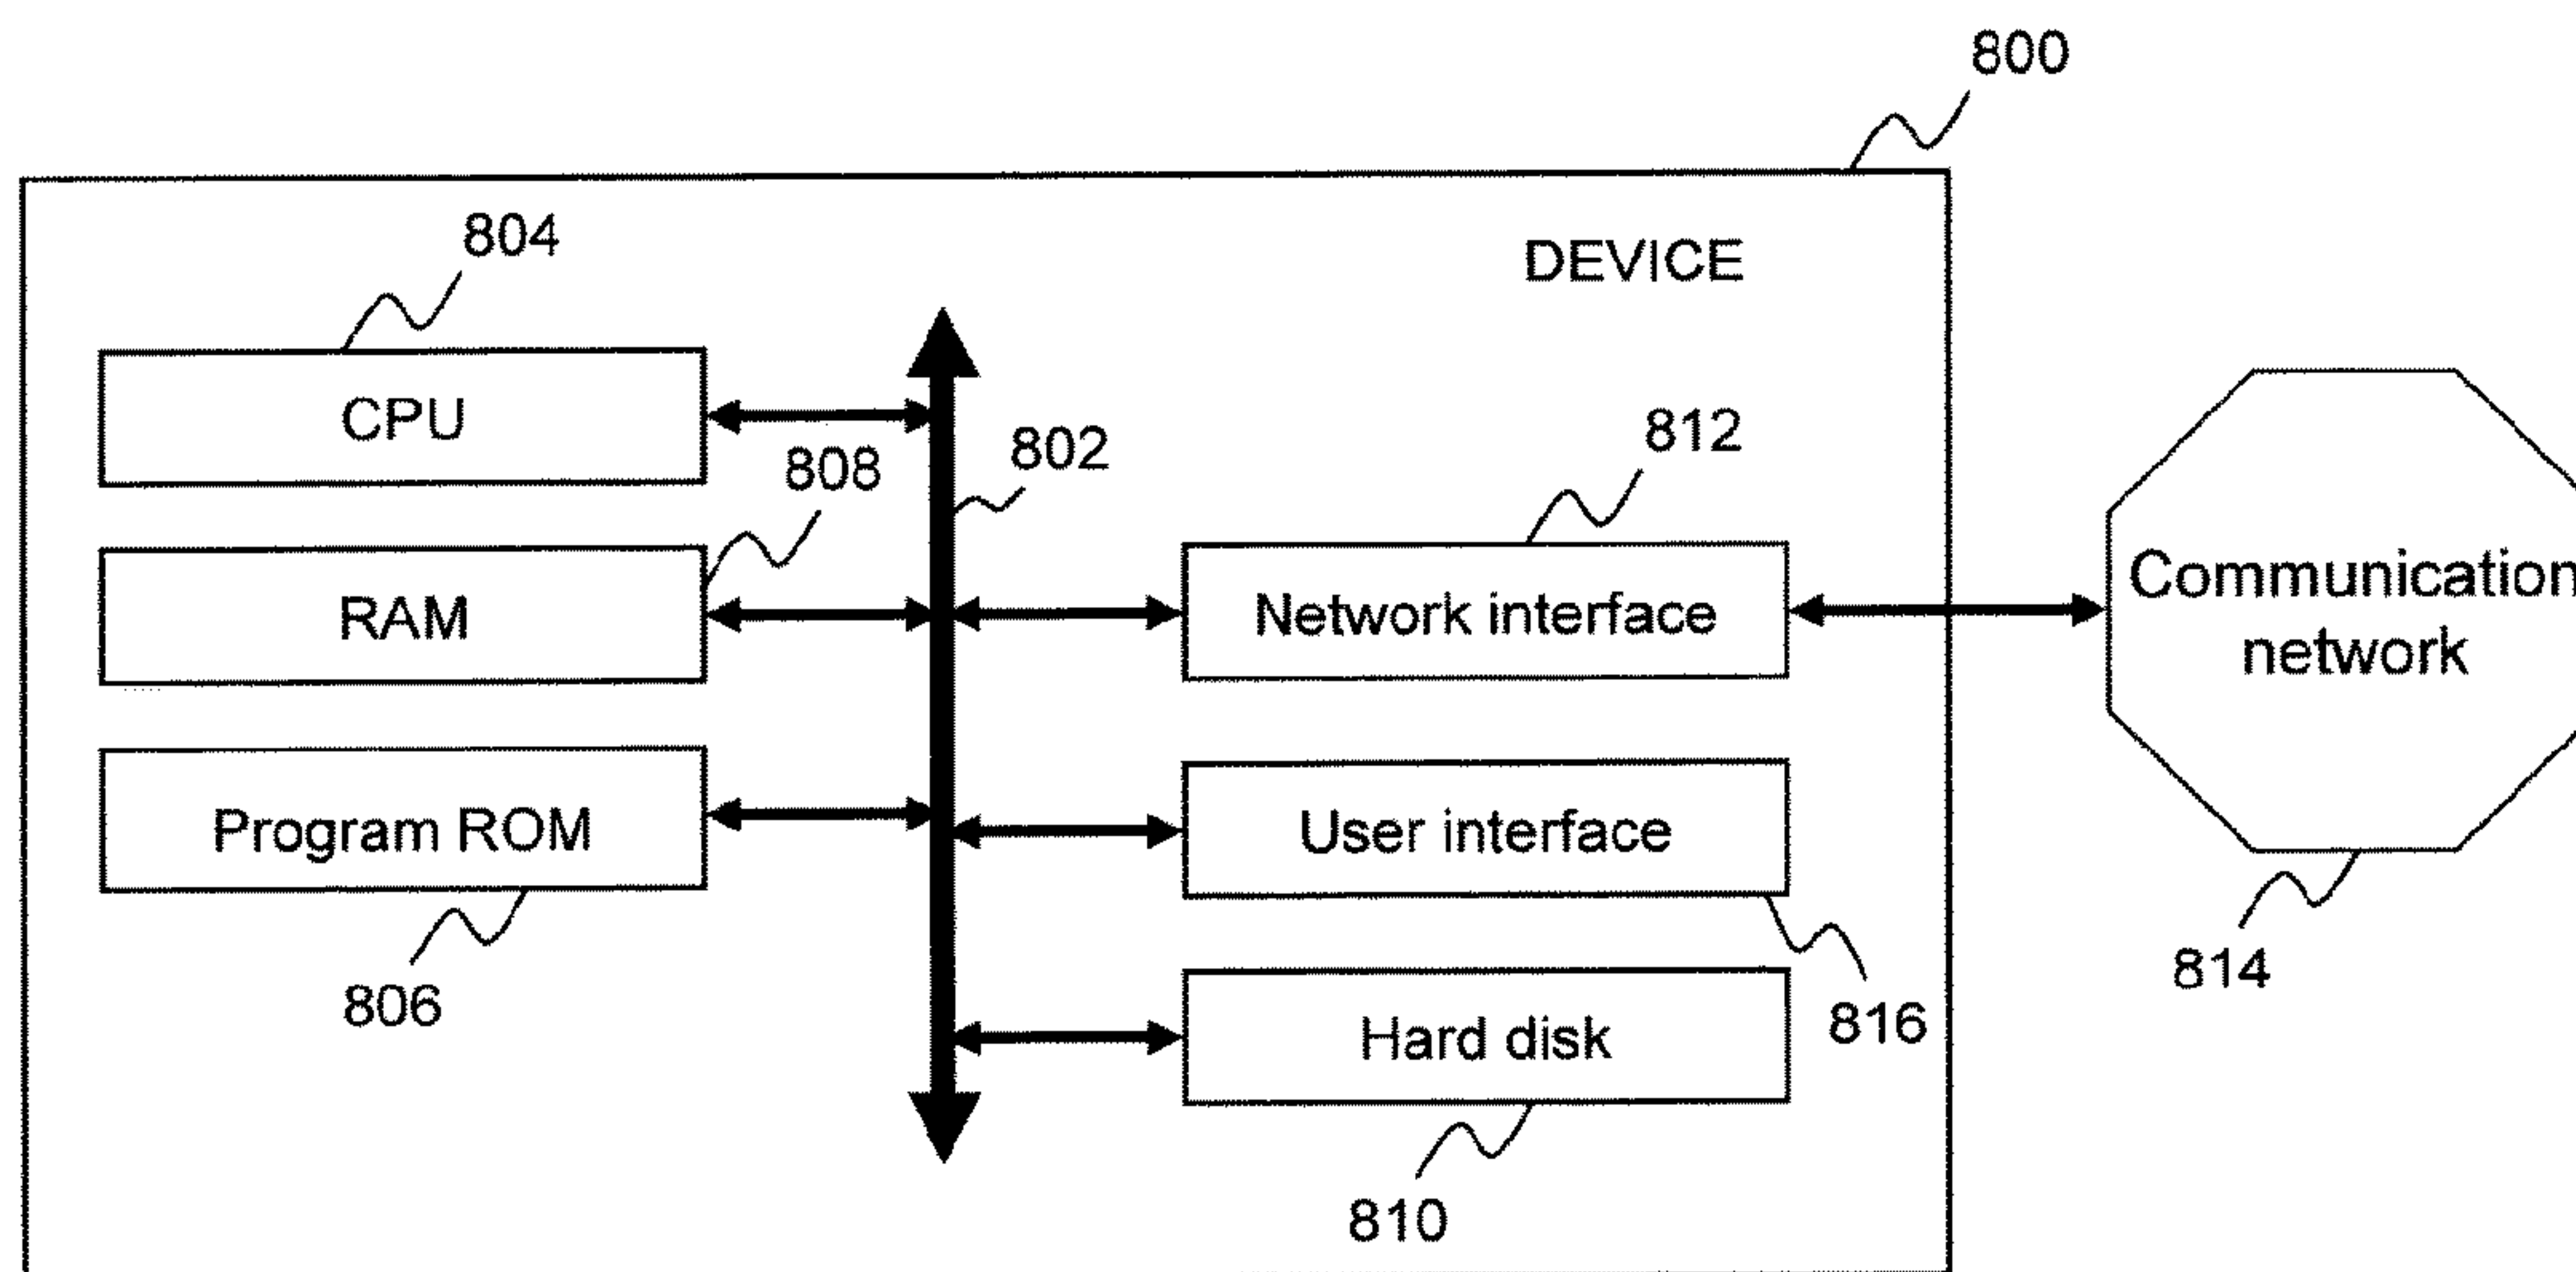 800
804
DEVICE
CPU
808
802
812
RAM
Network interface
Communication
network
Program ROM
User interface
806
816
814
Hard disk
810